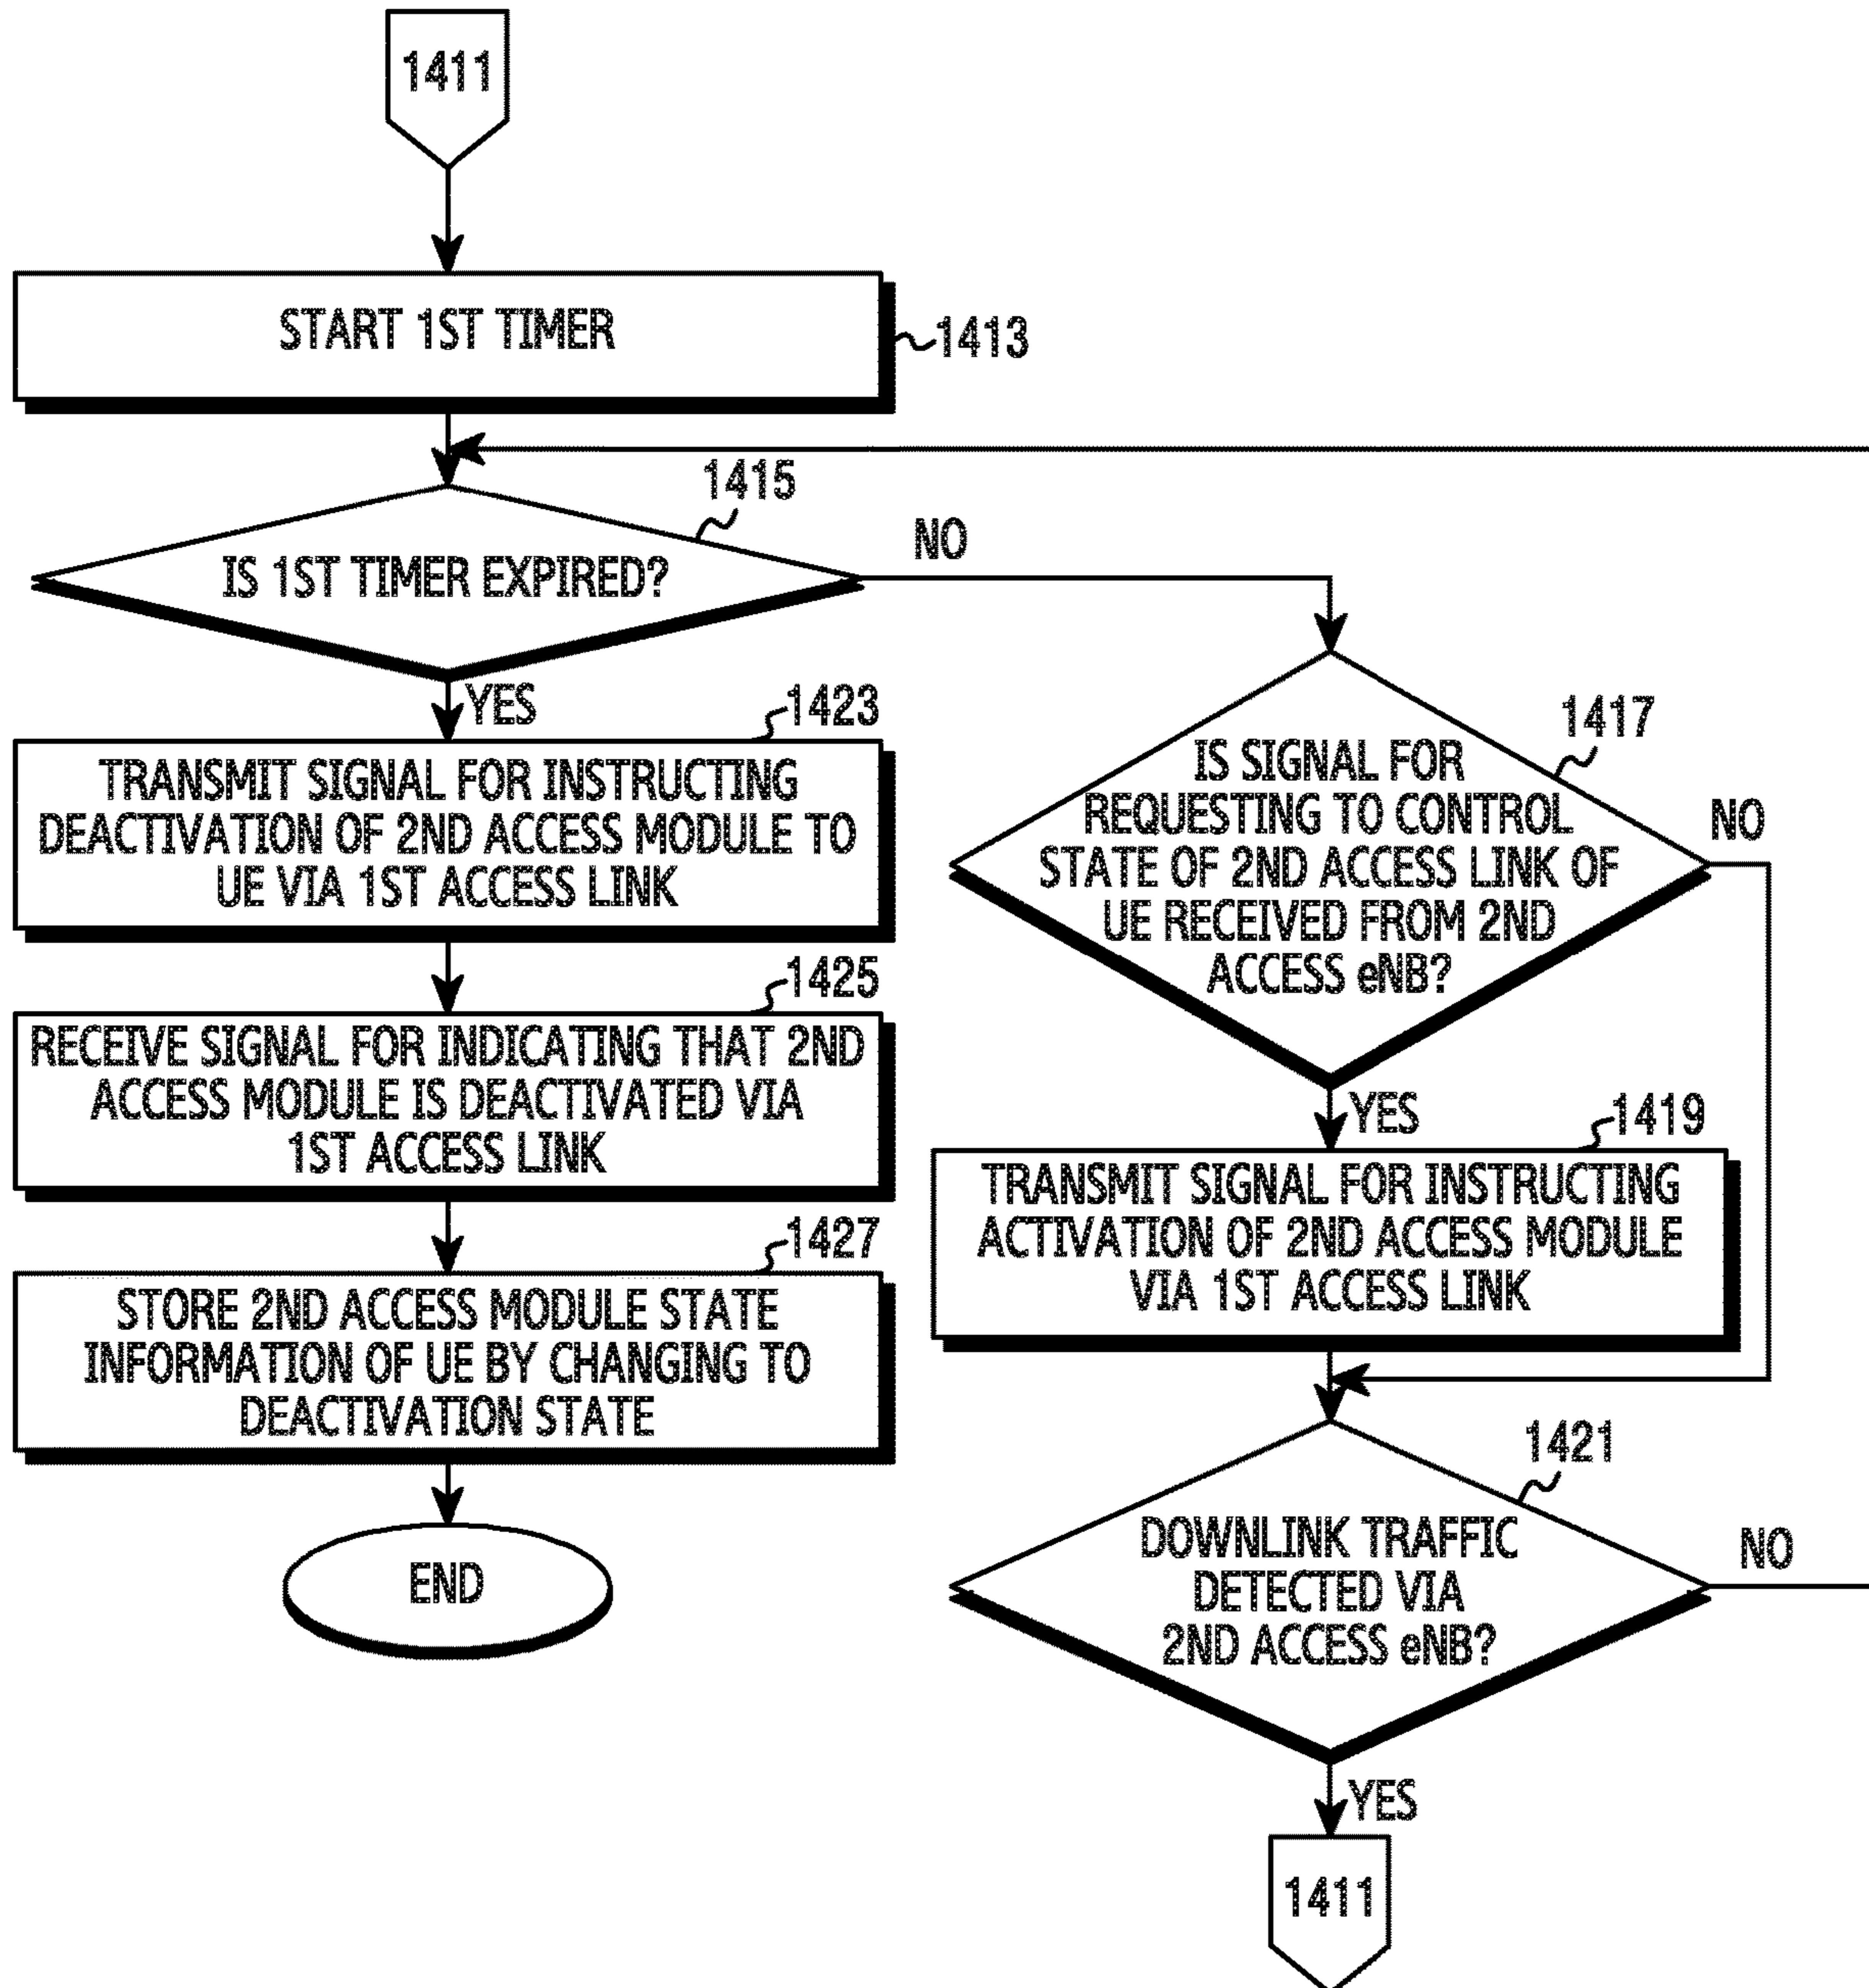 1411
START 1ST TIMER
1413
1415
IS 1ST TIMER EXPIRED?
NO
YES
1423
TRANSMIT SIGNAL FOR INSTRUCTING
DEACTIVATION OF 2ND ACCESS MODULE TO
UE VIA 1ST ACCESS LINK
1425
RECEIVE SIGNAL FOR INDICATING THAT 2ND
ACCESS MODULE IS DEACTIVATED VIA
1ST ACCESS LINK
1427
STORE 2ND ACCESS MODULE STATE
INFORMATION OF UE BY CHANGING TO
DEACTIVATION STATE
END
1417
IS SIGNAL FOR
REQUESTING TO CONTROL
STATE OF 2ND ACCESS LINK OF
UE RECEIVED FROM 2ND
ACCESS eNB?
NO
YES
1419
TRANSMIT SIGNAL FOR INSTRUCTING
ACTIVATION OF 2ND ACCESS MODULE
VIA 1ST ACCESS LINK
1421
DOWNLINK TRAFFIC
DETECTED VIA
2ND ACCESS eNB?
NO
YES
1411